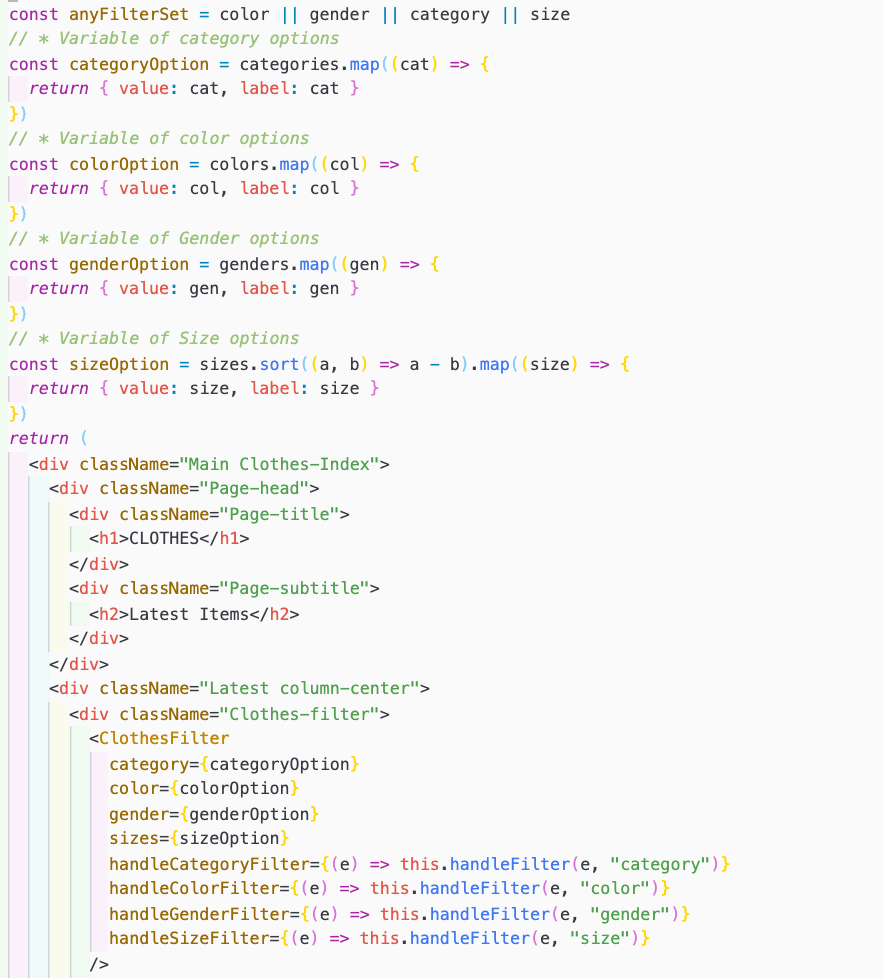 const anyFilterSet = color || gender || category || size
// * Variable of category options
const categoryOption = categories.map((cat) => {
  return { value: cat, label: cat }
})
// * Variable of color options
const colorOption = colors.map((col) => {
  return { value: col, label: col }
})
// * Variable of Gender options
const genderOption = genders.map((gen) => {
  return { value: gen, label: gen }
})
// * Variable of Size options
const sizeOption = sizes.sort((a, b) => a - b).map((size) => {
  return { value: size, label: size }
})
return (
  <div className="Main Clothes-Index">
    <div className="Page-head">
      <div className="Page-title">
        <h1>CLOTHES</h1>
      </div>
      <div className="Page-subtitle">
        <h2>Latest Items</h2>
      </div>
    </div>
    <div className="Latest column-center">
      <div className="Clothes-filter">
        <ClothesFilter
          category={categoryOption}
          color={colorOption}
          gender={genderOption}
          sizes={sizeOption}
          handleCategoryFilter={(e) => this.handleFilter(e, "category")}
          handleColorFilter={(e) => this.handleFilter(e, "color")}
          handleGenderFilter={(e) => this.handleFilter(e, "gender")}
          handleSizeFilter={(e) => this.handleFilter(e, "size")}
        />